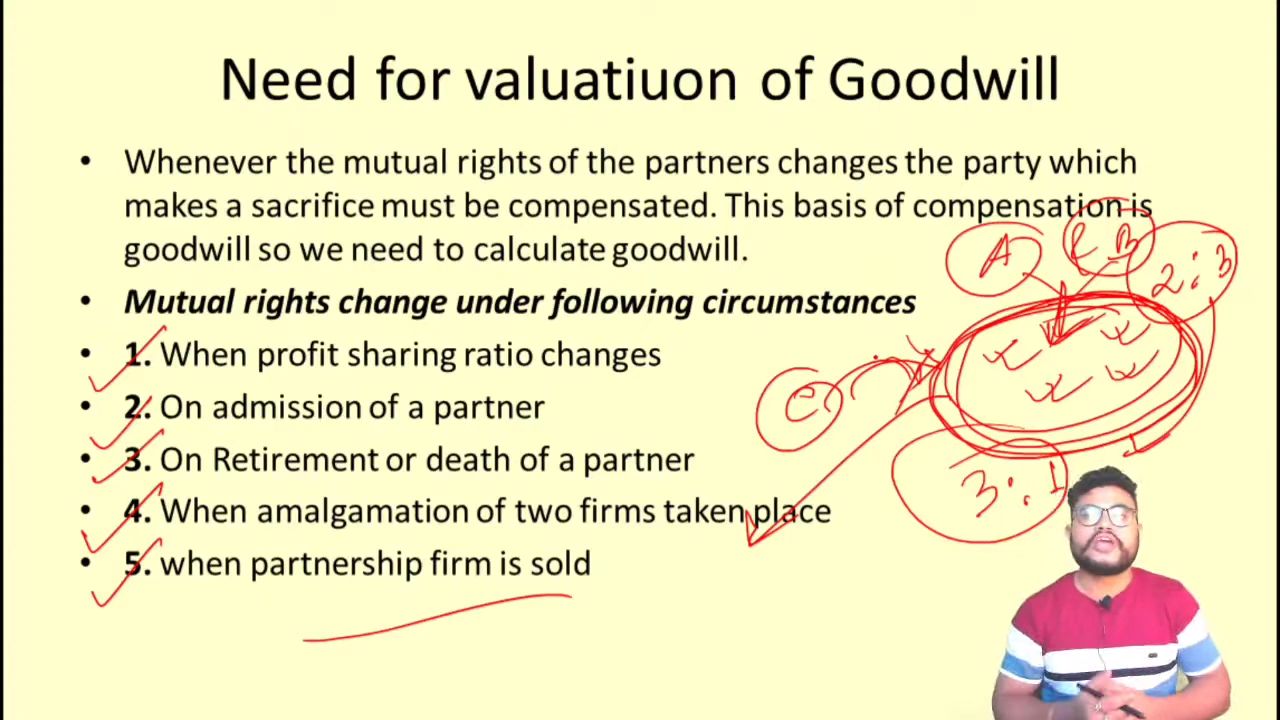 Need for valuatiuon of Goodwill
• Whenever the mutual rights of the partners changes the party which
makes a sacrifice must be compensated. This basis of compensation is
goodwill so we need to calculate goodwill.
• Mutual rights change under following circumstances
• 1. When profit sharing ratio changes
• 2. On admission of a partner
• 3. On Retirement or death of a partner
• 4. When amalgamation of two firms taken place
• 5. when partnership firm is sold
A
B
2:3
C
3:1